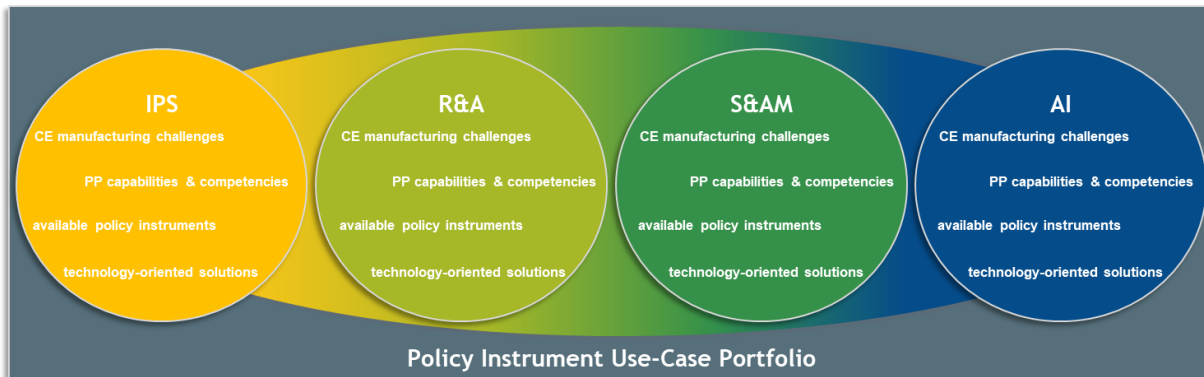 IPS
CE manufacturing challenges
PP capabilities & competencies
available policy instruments
technology-oriented solutions
R&A
CE manufacturing challenges
PP capabilities & competencies
available policy instruments
technology-oriented solutions
S&AM
CE manufacturing challenges
PP capabilities & competencies
available policy instruments
technology-oriented solutions
AI
CE manufacturing challenges
PP capabilities & competencies
available policy instruments
technology-oriented solutions
Policy Instrument Use-Case Portfolio